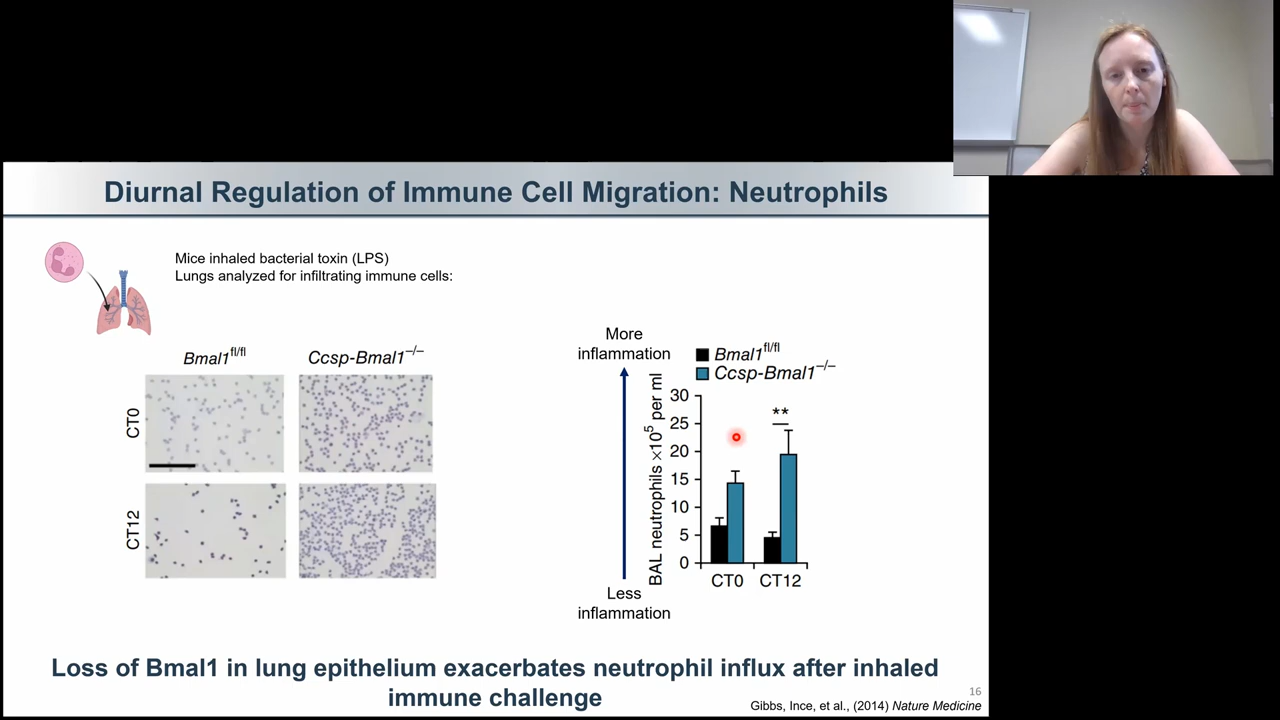 Diurnal Regulation of Immune Cell Migration: Neutrophils
Mice inhaled bacterial toxin (LPS)
Lungs analyzed for infiltrating immune cells:
Bmal1fl/fl
Ccsp-Bmal1–/–
CT0
CT12
More
inflammation
Less
inflammation
Bmal1fl/fl
Ccsp-Bmal1–/–
BAL neutrophils ×10⁵ per ml
30
25
20
15
10
5
0
**
CT0 CT12
Loss of Bmal1 in lung epithelium exacerbates neutrophil influx after inhaled
immune challenge
16
Gibbs, Ince, et al., (2014) Nature Medicine